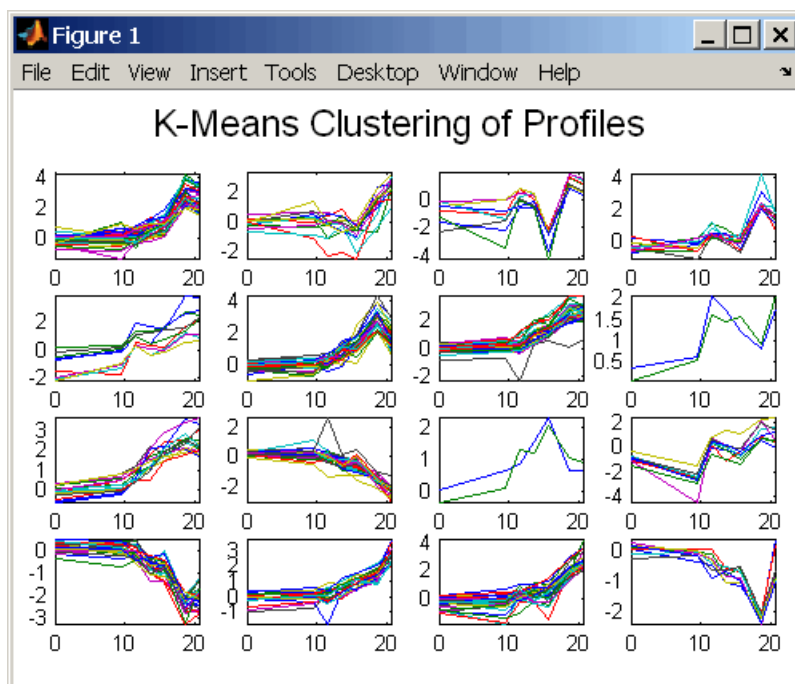 Figure 1
File Edit View Insert Tools Desktop Window Help
K-Means Clustering of Profiles
4 2 0 0 10 20
2 0 -2 0 10 20
0 -2 -4 0 10 20
4 2 0 0 10 20
2 0 -2 0 10 20
4 2 0 0 10 20
2 0 -2 0 10 20
2 1.5 1 0.5 0 10 20
3 2 1 0 0 10 20
2 0 -2 0 10 20
2 1 0 0 10 20
2 0 -2 -4 0 10 20
0 -1 -2 -3 0 10 20
3 2 1 0 -1 0 10 20
4 2 0 0 10 20
0 -1 -2 0 10 20